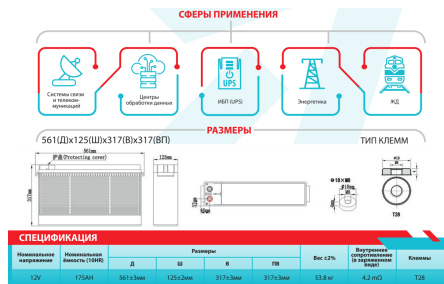 СФЕРЫ ПРИМЕНЕНИЯ
Системы связи и телеком-муникаций
Центры обработки данных
UPS
ИБП (UPS)
Энергетика
ЖД
РАЗМЕРЫ
561(Д)x125(Ш)x317(В)x317(ВП)
ТИП КЛЕММ
561mm
(Protecting cover)
125mm
317mm
T28
СПЕЦИФИКАЦИЯ
Номинальное напряжение
Номинальная ёмкость (10HR)
Размеры
Д
Ш
В
ПВ
Вес ±2%
Внутреннее сопротивление (в заряженном виде)
Клеммы
12V
175AH
561±3мм
125±2мм
317±3мм
317±3мм
53.8 кг
4.2 mΩ
T28